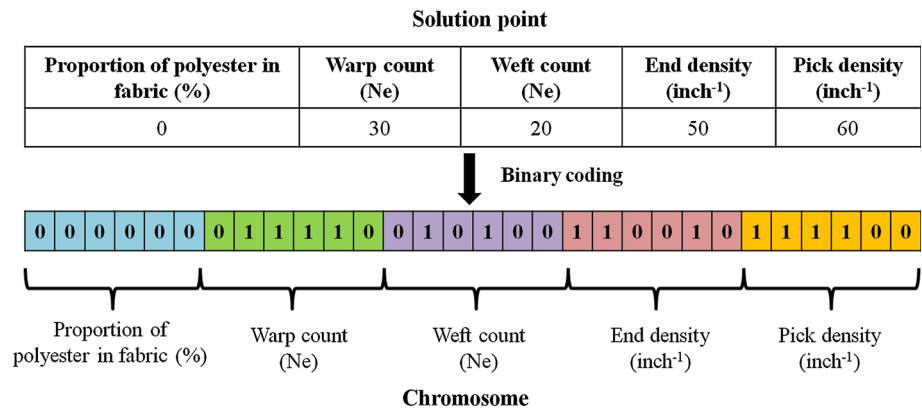 Solution point
Proportion of polyester in fabric (%) Warp count (Ne) Weft count (Ne) End density (inch⁻¹) Pick density (inch⁻¹)
0 30 20 50 60
Binary coding
0 0 0 0 0 0 0 1 1 1 1 0 0 1 0 1 0 0 1 1 0 0 1 0 1 1 1 1 0 0
Proportion of polyester in fabric (%) Warp count (Ne) Weft count (Ne) End density (inch⁻¹) Pick density (inch⁻¹)
Chromosome